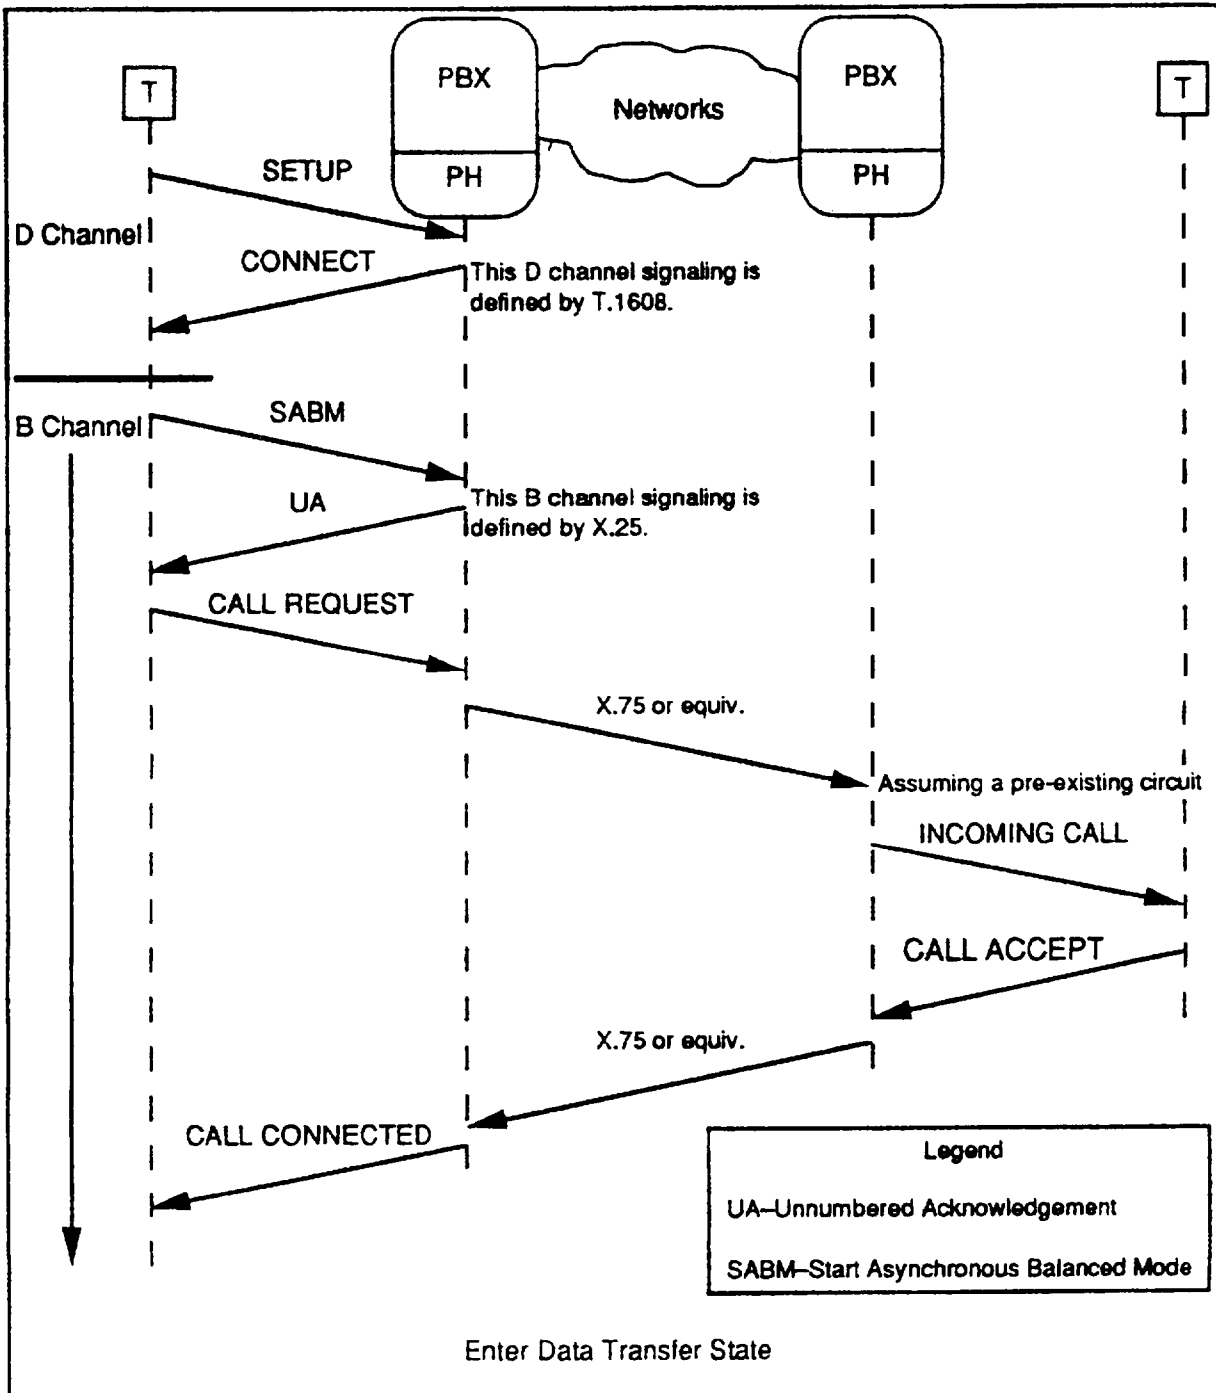 T
PBX
PH
Networks
PBX
PH
T
SETUP
D Channel
CONNECT
This D channel signaling is
defined by T.1608.
B Channel
SABM
UA
This B channel signaling is
defined by X.25.
CALL REQUEST
X.75 or equiv.
Assuming a pre-existing circuit
INCOMING CALL
CALL ACCEPT
X.75 or equiv.
CALL CONNECTED
Legend
UA–Unnumbered Acknowledgement
SABM–Start Asynchronous Balanced Mode
Enter Data Transfer State